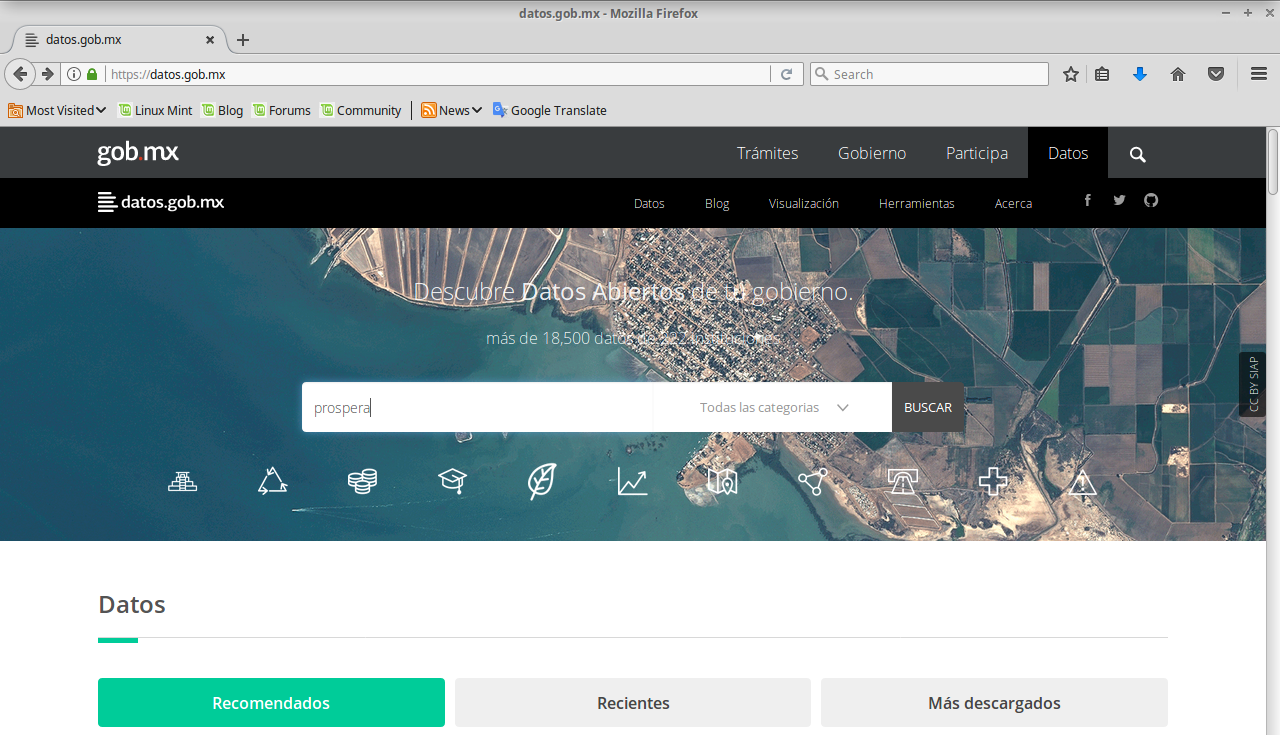 datos.gob.mx - Mozilla Firefox
datos.gob.mx
https://datos.gob.mx
Search
Most Visited
Linux Mint
Blog
Forums
Community
News
Google Translate
gob.mx
Trámites
Gobierno
Participa
Datos
datos.gob.mx
Datos
Blog
Visualización
Herramientas
Acerca
Descubre Datos Abiertos de tu gobierno.
más de 18,500 datos de 222 instituciones
CC BY SIAP
prospera
Todas las categorias
BUSCAR
Datos
Recomendados
Recientes
Más descargados